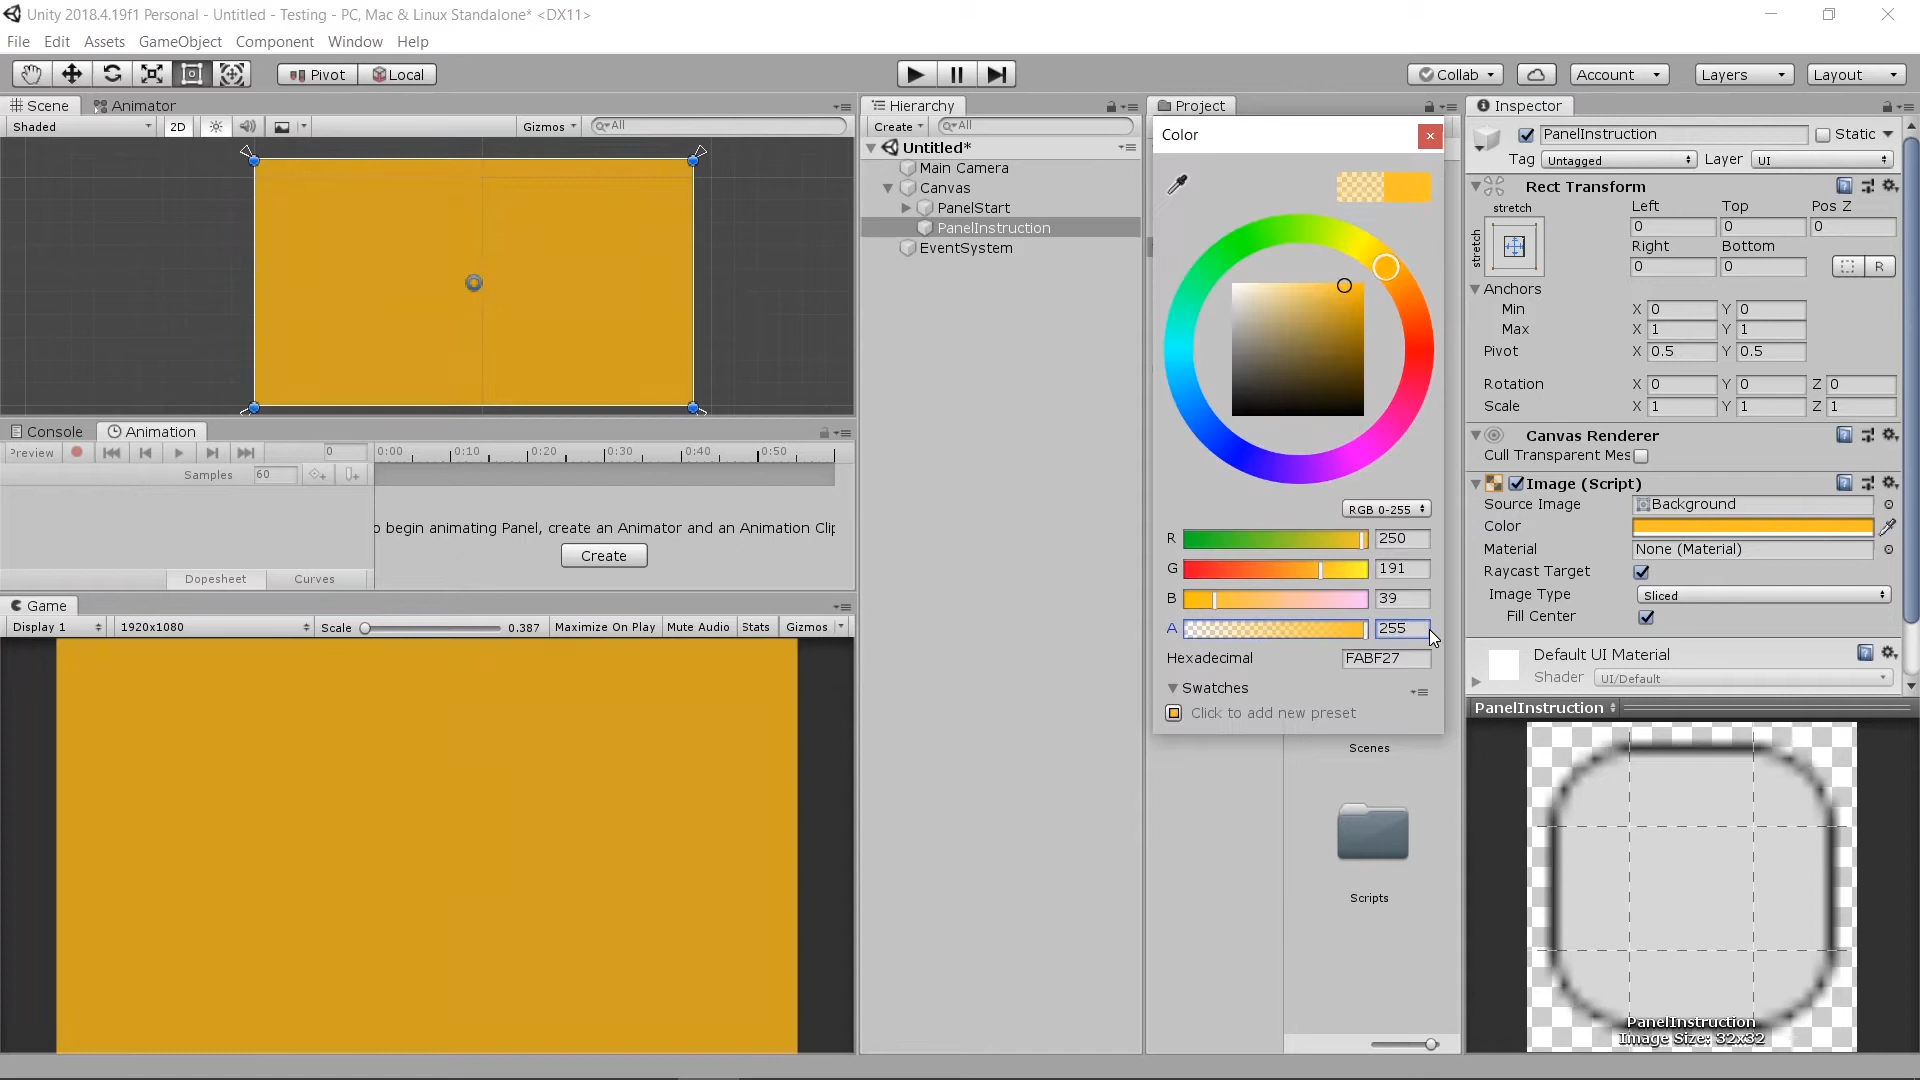 Unity 2018.4.19f1 Personal - Untitled - Testing - PC, Mac & Linux Standalone* <DX11>
File Edit Assets GameObject Component Window Help
Pivot Local Collab Account Layers Layout
Scene Animator
Shaded 2D Gizmos All
Console Animation
Preview 0 0:00 0:10 0:20 0:30 0:40 0:50
Samples 60
o begin animating Panel, create an Animator and an Animation Clip
Create
Dopesheet Curves
Game
Display 1 1920x1080 Scale 0.387 Maximize On Play Mute Audio Stats Gizmos
Hierarchy
Create All
Untitled*
Main Camera
Canvas
PanelStart
PanelInstruction
EventSystem
Project
Color
RGB 0-255
R 250
G 191
B 39
A 255
Hexadecimal FABF27
Swatches
Click to add new preset
Scenes
Scripts
Inspector
PanelInstruction Static
Tag Untagged Layer UI
Rect Transform
stretch Left Top Pos Z
stretch 0 0 0
Right Bottom
0 0 R
Anchors
Min X 0 Y 0
Max X 1 Y 1
Pivot X 0.5 Y 0.5
Rotation X 0 Y 0 Z 0
Scale X 1 Y 1 Z 1
Canvas Renderer
Cull Transparent Mes
Image (Script)
Source Image Background
Color
Material None (Material)
Raycast Target
Image Type Sliced
Fill Center
Default UI Material
Shader UI/Default
PanelInstruction
PanelInstruction
Image Size: 32x32